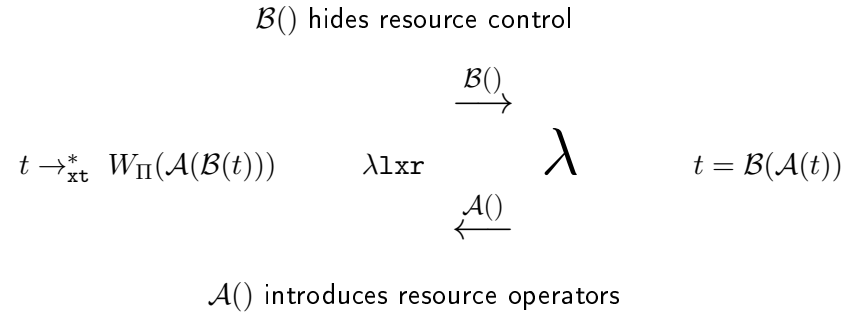 ℬ() hides resource control
ℬ()
t →*xt W_Π(𝒜(ℬ(t))) λlxr λ t = ℬ(𝒜(t))
𝒜()
𝒜() introduces resource operators